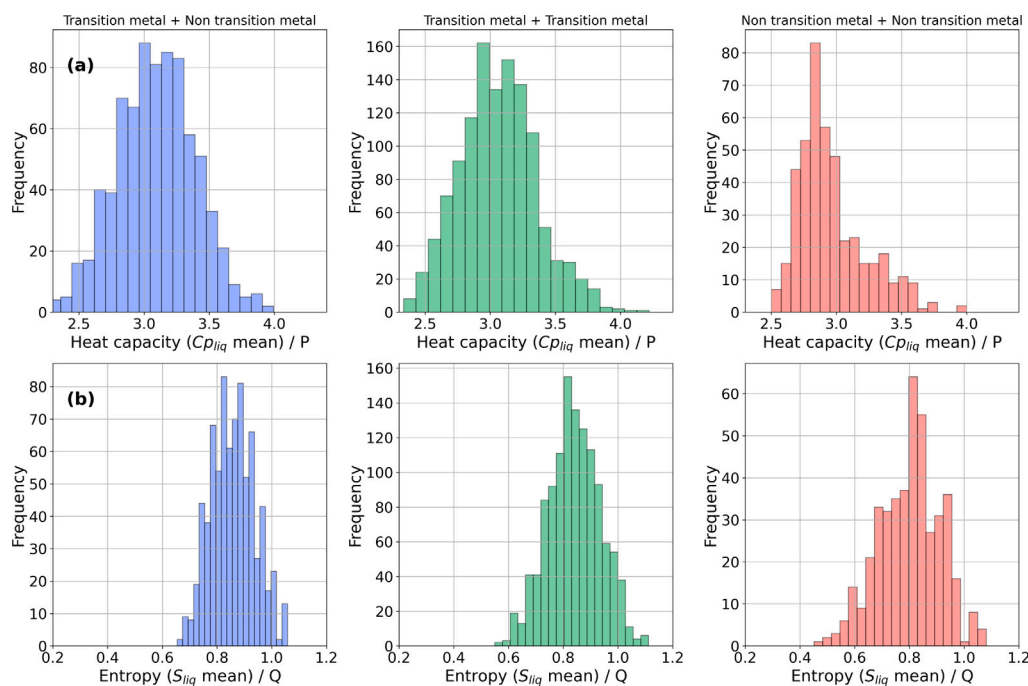 Transition metal + Non transition metal
(a)
Frequency
80
60
40
20
0
2.5 3.0 3.5 4.0
Heat capacity (Cp_liq mean) / P
Transition metal + Transition metal
Frequency
160
140
120
100
80
60
40
20
0
2.5 3.0 3.5 4.0
Heat capacity (Cp_liq mean) / P
Non transition metal + Non transition metal
Frequency
80
70
60
50
40
30
20
10
0
2.5 3.0 3.5 4.0
Heat capacity (Cp_liq mean) / P
(b)
Frequency
80
70
60
50
40
30
20
10
0
0.2 0.4 0.6 0.8 1.0 1.2
Entropy (S_liq mean) / Q
Frequency
160
140
120
100
80
60
40
20
0
0.2 0.4 0.6 0.8 1.0 1.2
Entropy (S_liq mean) / Q
Frequency
60
50
40
30
20
10
0
0.2 0.4 0.6 0.8 1.0 1.2
Entropy (S_liq mean) / Q